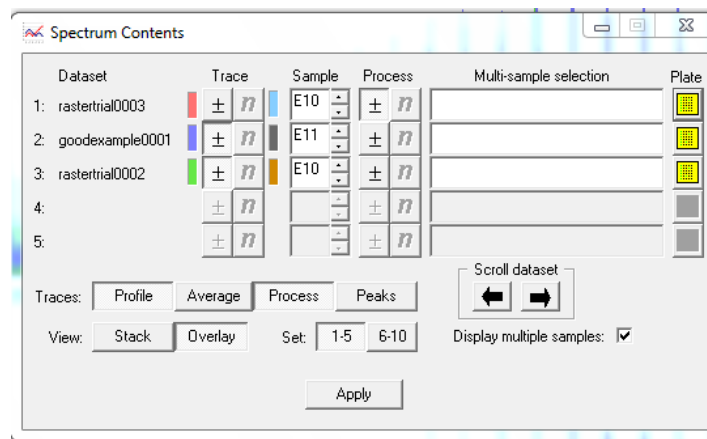 Spectrum Contents
Dataset Trace Sample Process Multi-sample selection Plate
1: rastertrial0003 ± n E10 ± n
2: goodexample0001 ± n E11 ± n
3: rastertrial0002 ± n E10 ± n
4: ± n ± n
5: ± n ± n
Scroll dataset
Traces: Profile Average Process Peaks
View: Stack Overlay Set: 1-5 6-10 Display multiple samples:
Apply